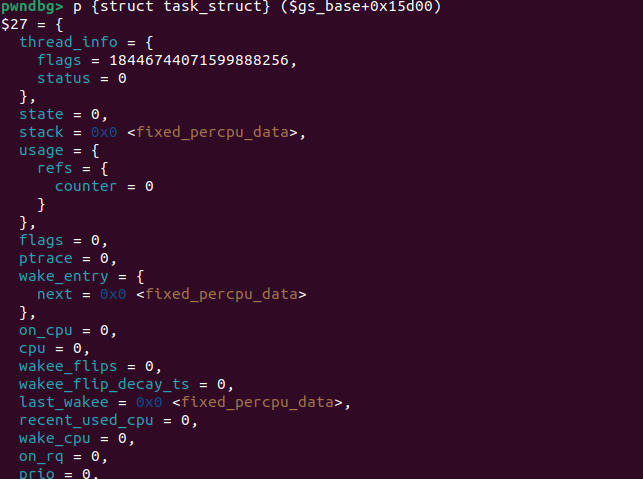 pwndbg> p {struct task_struct} ($gs_base+0x15d00)
$27 = {
  thread_info = {
    flags = 18446744071599888256,
    status = 0
  },
  state = 0,
  stack = 0x0 <fixed_percpu_data>,
  usage = {
    refs = {
      counter = 0
    }
  },
  flags = 0,
  ptrace = 0,
  wake_entry = {
    next = 0x0 <fixed_percpu_data>
  },
  on_cpu = 0,
  cpu = 0,
  wakee_flips = 0,
  wakee_flip_decay_ts = 0,
  last_wakee = 0x0 <fixed_percpu_data>,
  recent_used_cpu = 0,
  wake_cpu = 0,
  on_rq = 0,
  prio = 0,